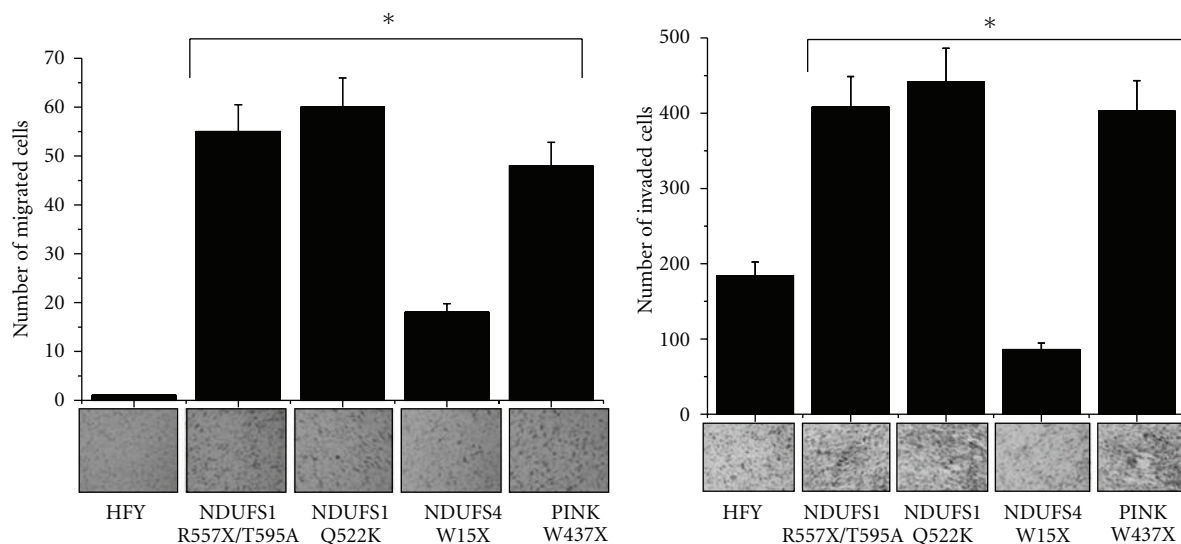 *
70
60
50
40
30
20
10
0
Number of migrated cells
HFY
NDUFS1
R557X/T595A
NDUFS1
Q522K
NDUFS4
W15X
PINK
W437X
*
500
400
300
200
100
0
Number of invaded cells
HFY
NDUFS1
R557X/T595A
NDUFS1
Q522K
NDUFS4
W15X
PINK
W437X